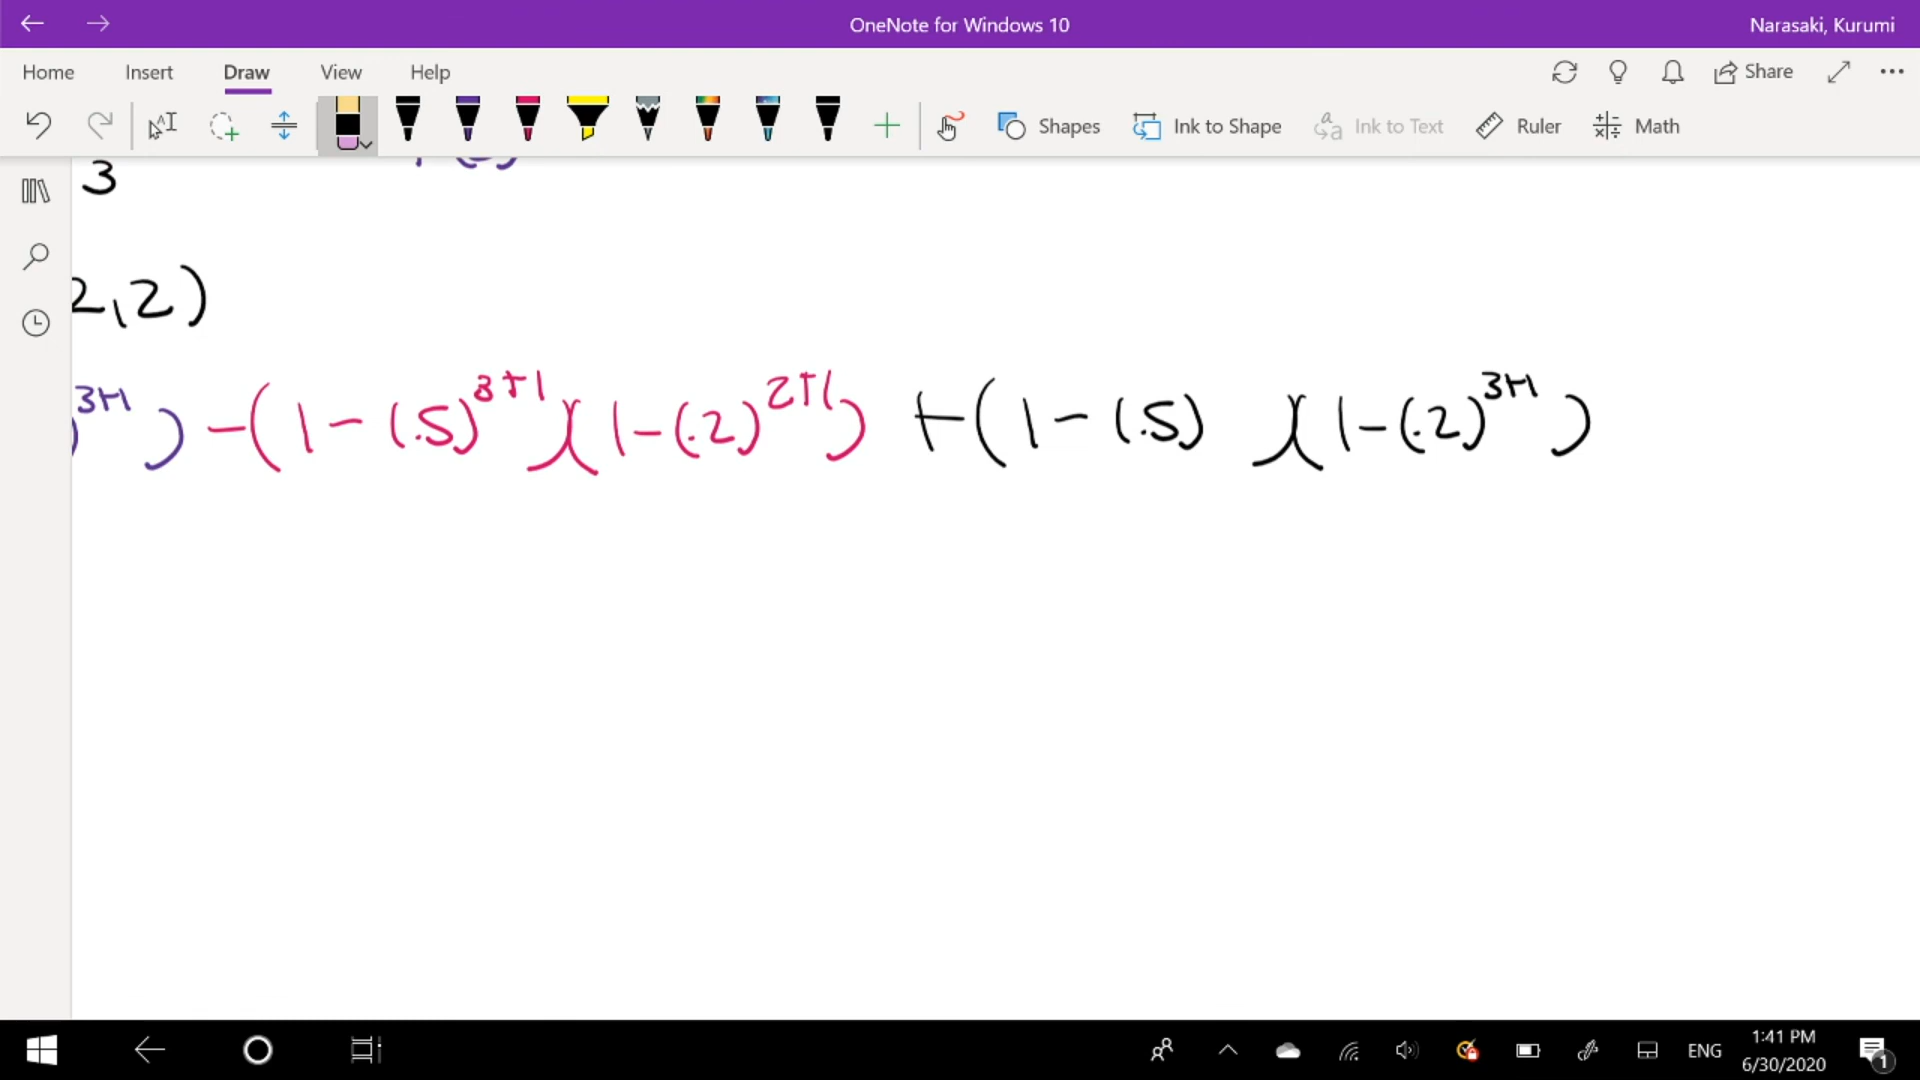 OneNote for Windows 10
Narasaki, Kurumi
Home Insert Draw View Help
Share
Shapes Ink to Shape Ink to Text Ruler Math
3
2,2)
3+1 ) -(1-(.5)^3+1 )(1-(.2)^2+1) +(1-(.5) )(1-(.2)^3+1 )
ENG
1:41 PM
6/30/2020
1